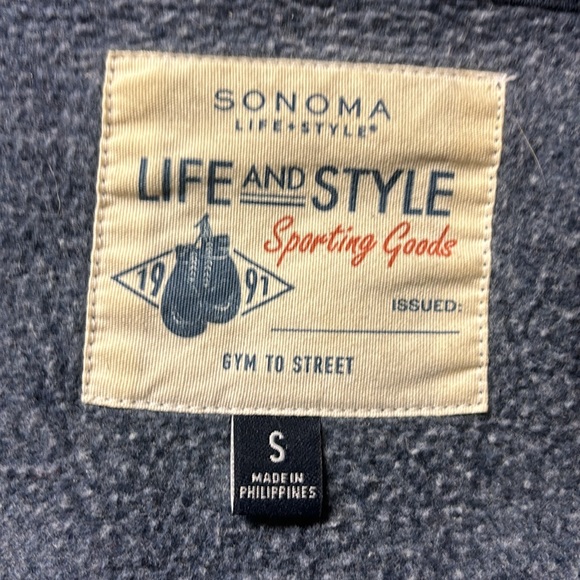 SONOMA
LIFE+STYLE®
LIFE AND STYLE
Sporting Goods
19 91
ISSUED:
GYM TO STREET
S
MADE IN
PHILIPPINES